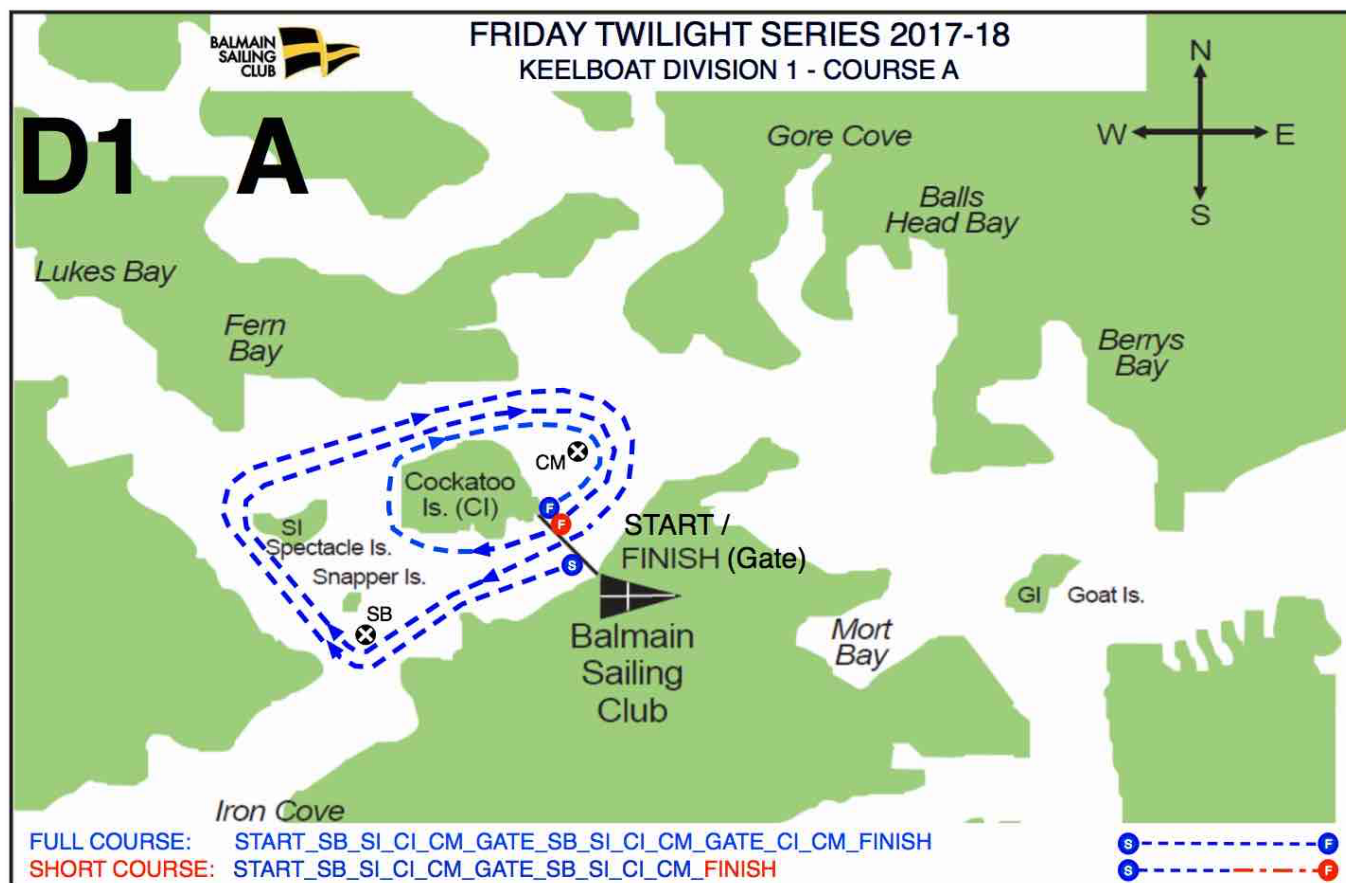 BALMAIN
SAILING
CLUB
FRIDAY TWILIGHT SERIES 2017-18
KEELBOAT DIVISION 1 - COURSE A
D1 A
N
W E
S
Gore Cove
Balls
Head Bay
Lukes Bay
Fern
Bay
Berrys
Bay
CM
Cockatoo
Is. (CI)
F
F
SI
Spectacle Is.
START /
FINISH (Gate)
S
Snapper Is.
SB
GI Goat Is.
Balmain
Sailing
Club
Mort
Bay
Iron Cove
FULL COURSE: START_SB_SI_CI_CM_GATE_SB_SI_CI_CM_GATE_CI_CM_FINISH S F
SHORT COURSE: START_SB_SI_CI_CM_GATE_SB_SI_CI_CM_FINISH S F